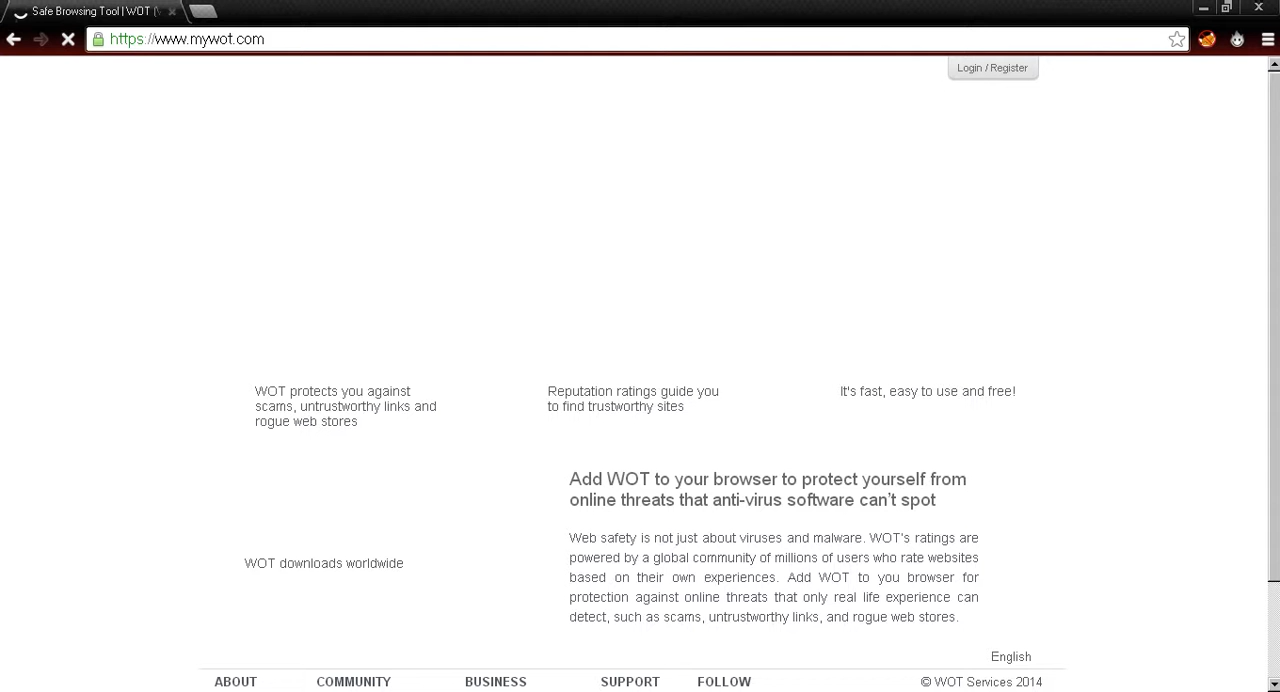 Safe Browsing Tool | WOT (
https://www.mywot.com
Login / Register
WOT protects you against
scams, untrustworthy links and
rogue web stores
Reputation ratings guide you
to find trustworthy sites
It's fast, easy to use and free!
Add WOT to your browser to protect yourself from
online threats that anti-virus software can’t spot
Web safety is not just about viruses and malware. WOT's ratings are
powered by a global community of millions of users who rate websites
based on their own experiences. Add WOT to you browser for
protection against online threats that only real life experience can
detect, such as scams, untrustworthy links, and rogue web stores.
WOT downloads worldwide
English
ABOUT COMMUNITY BUSINESS SUPPORT FOLLOW © WOT Services 2014